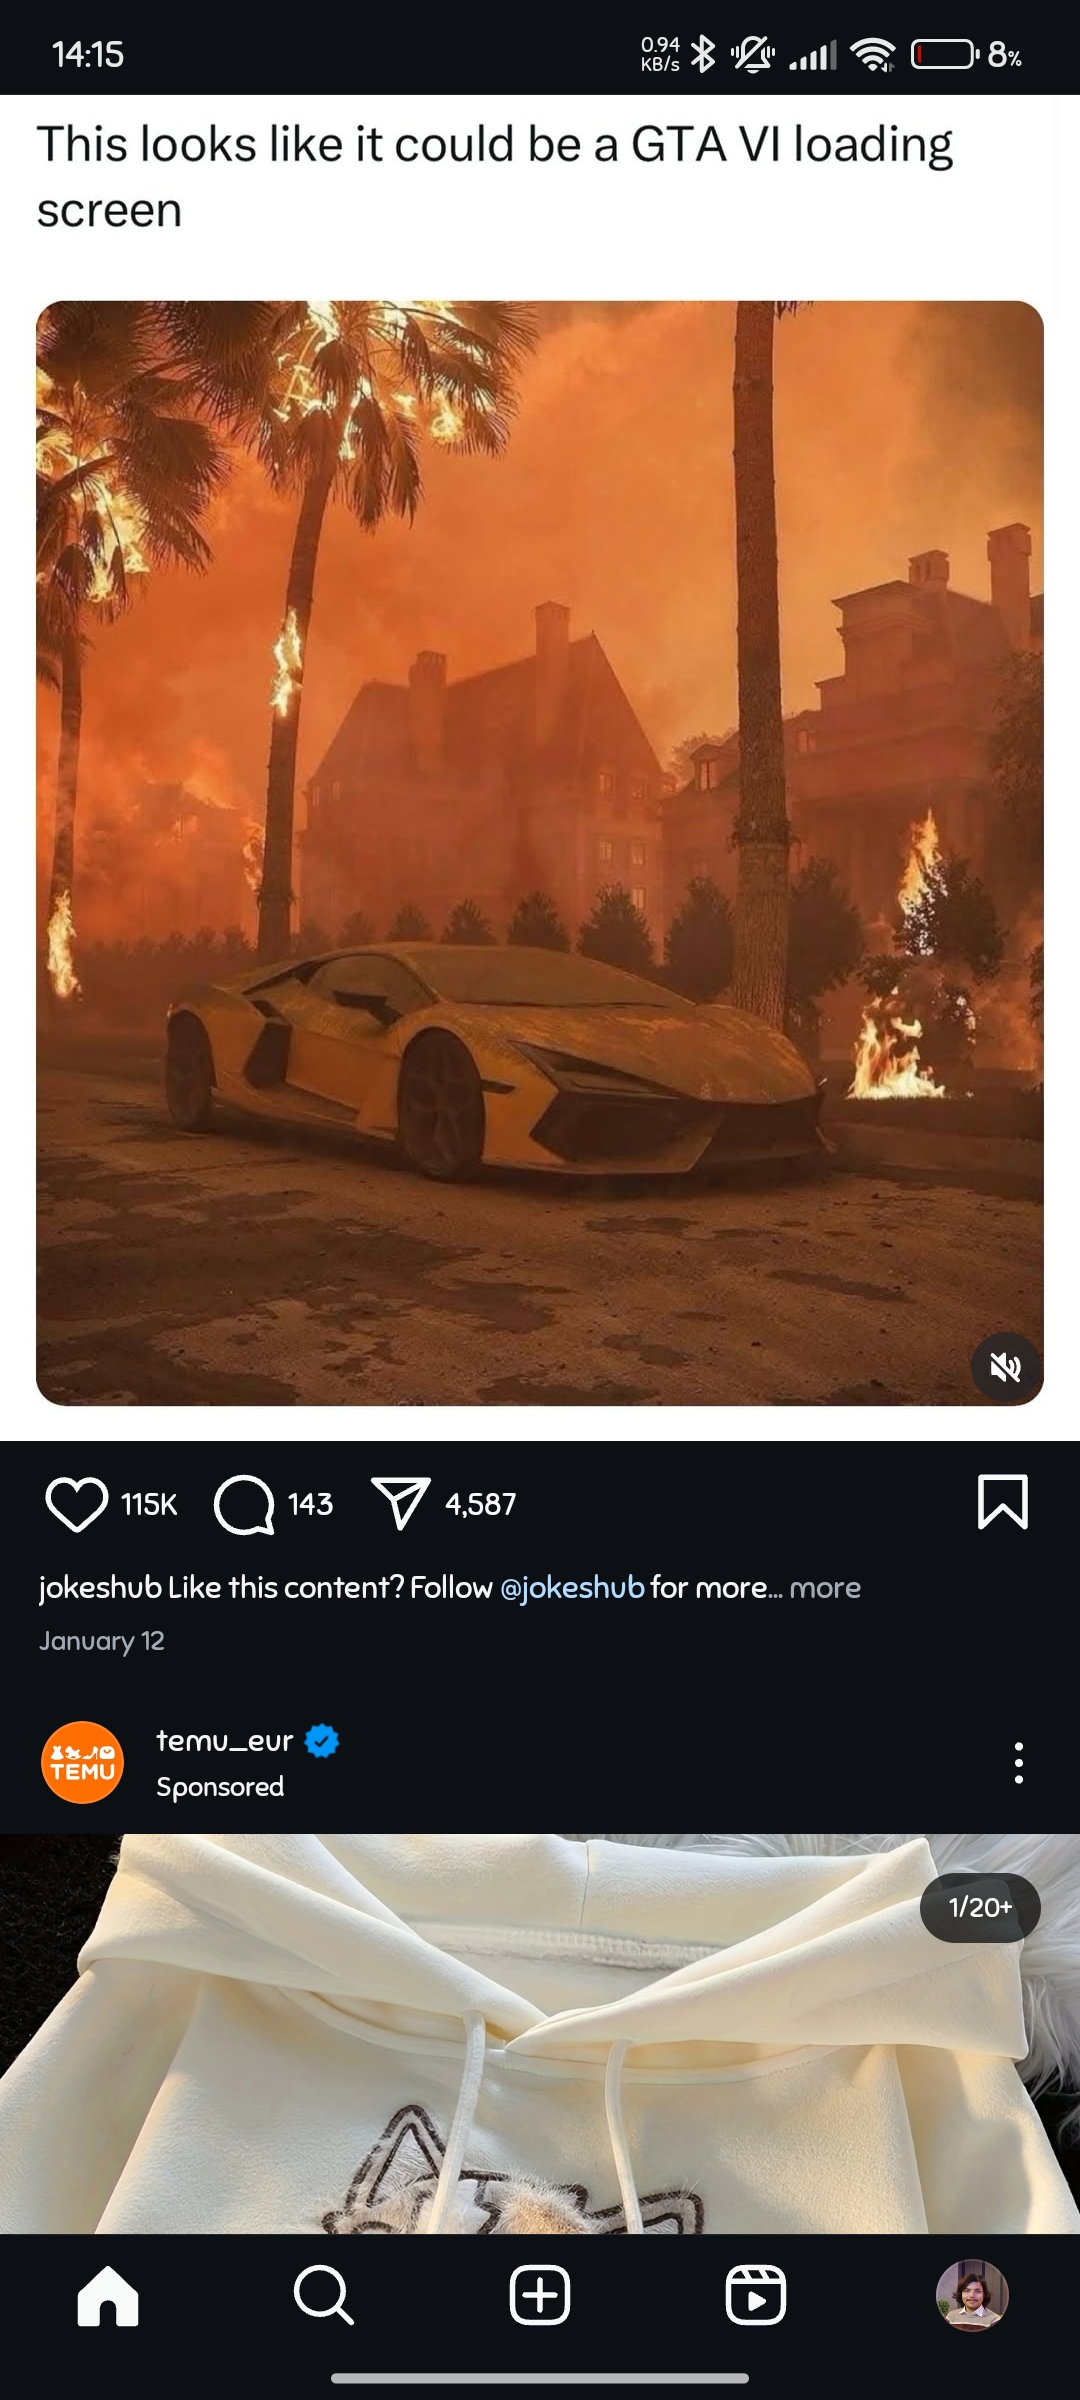 14:15
0.94
KB/s
8%
This looks like it could be a GTA VI loading
screen
115K
143
4,587
jokeshub Like this content? Follow @jokeshub for more... more
January 12
TEMU
temu_eur
Sponsored
1/20+